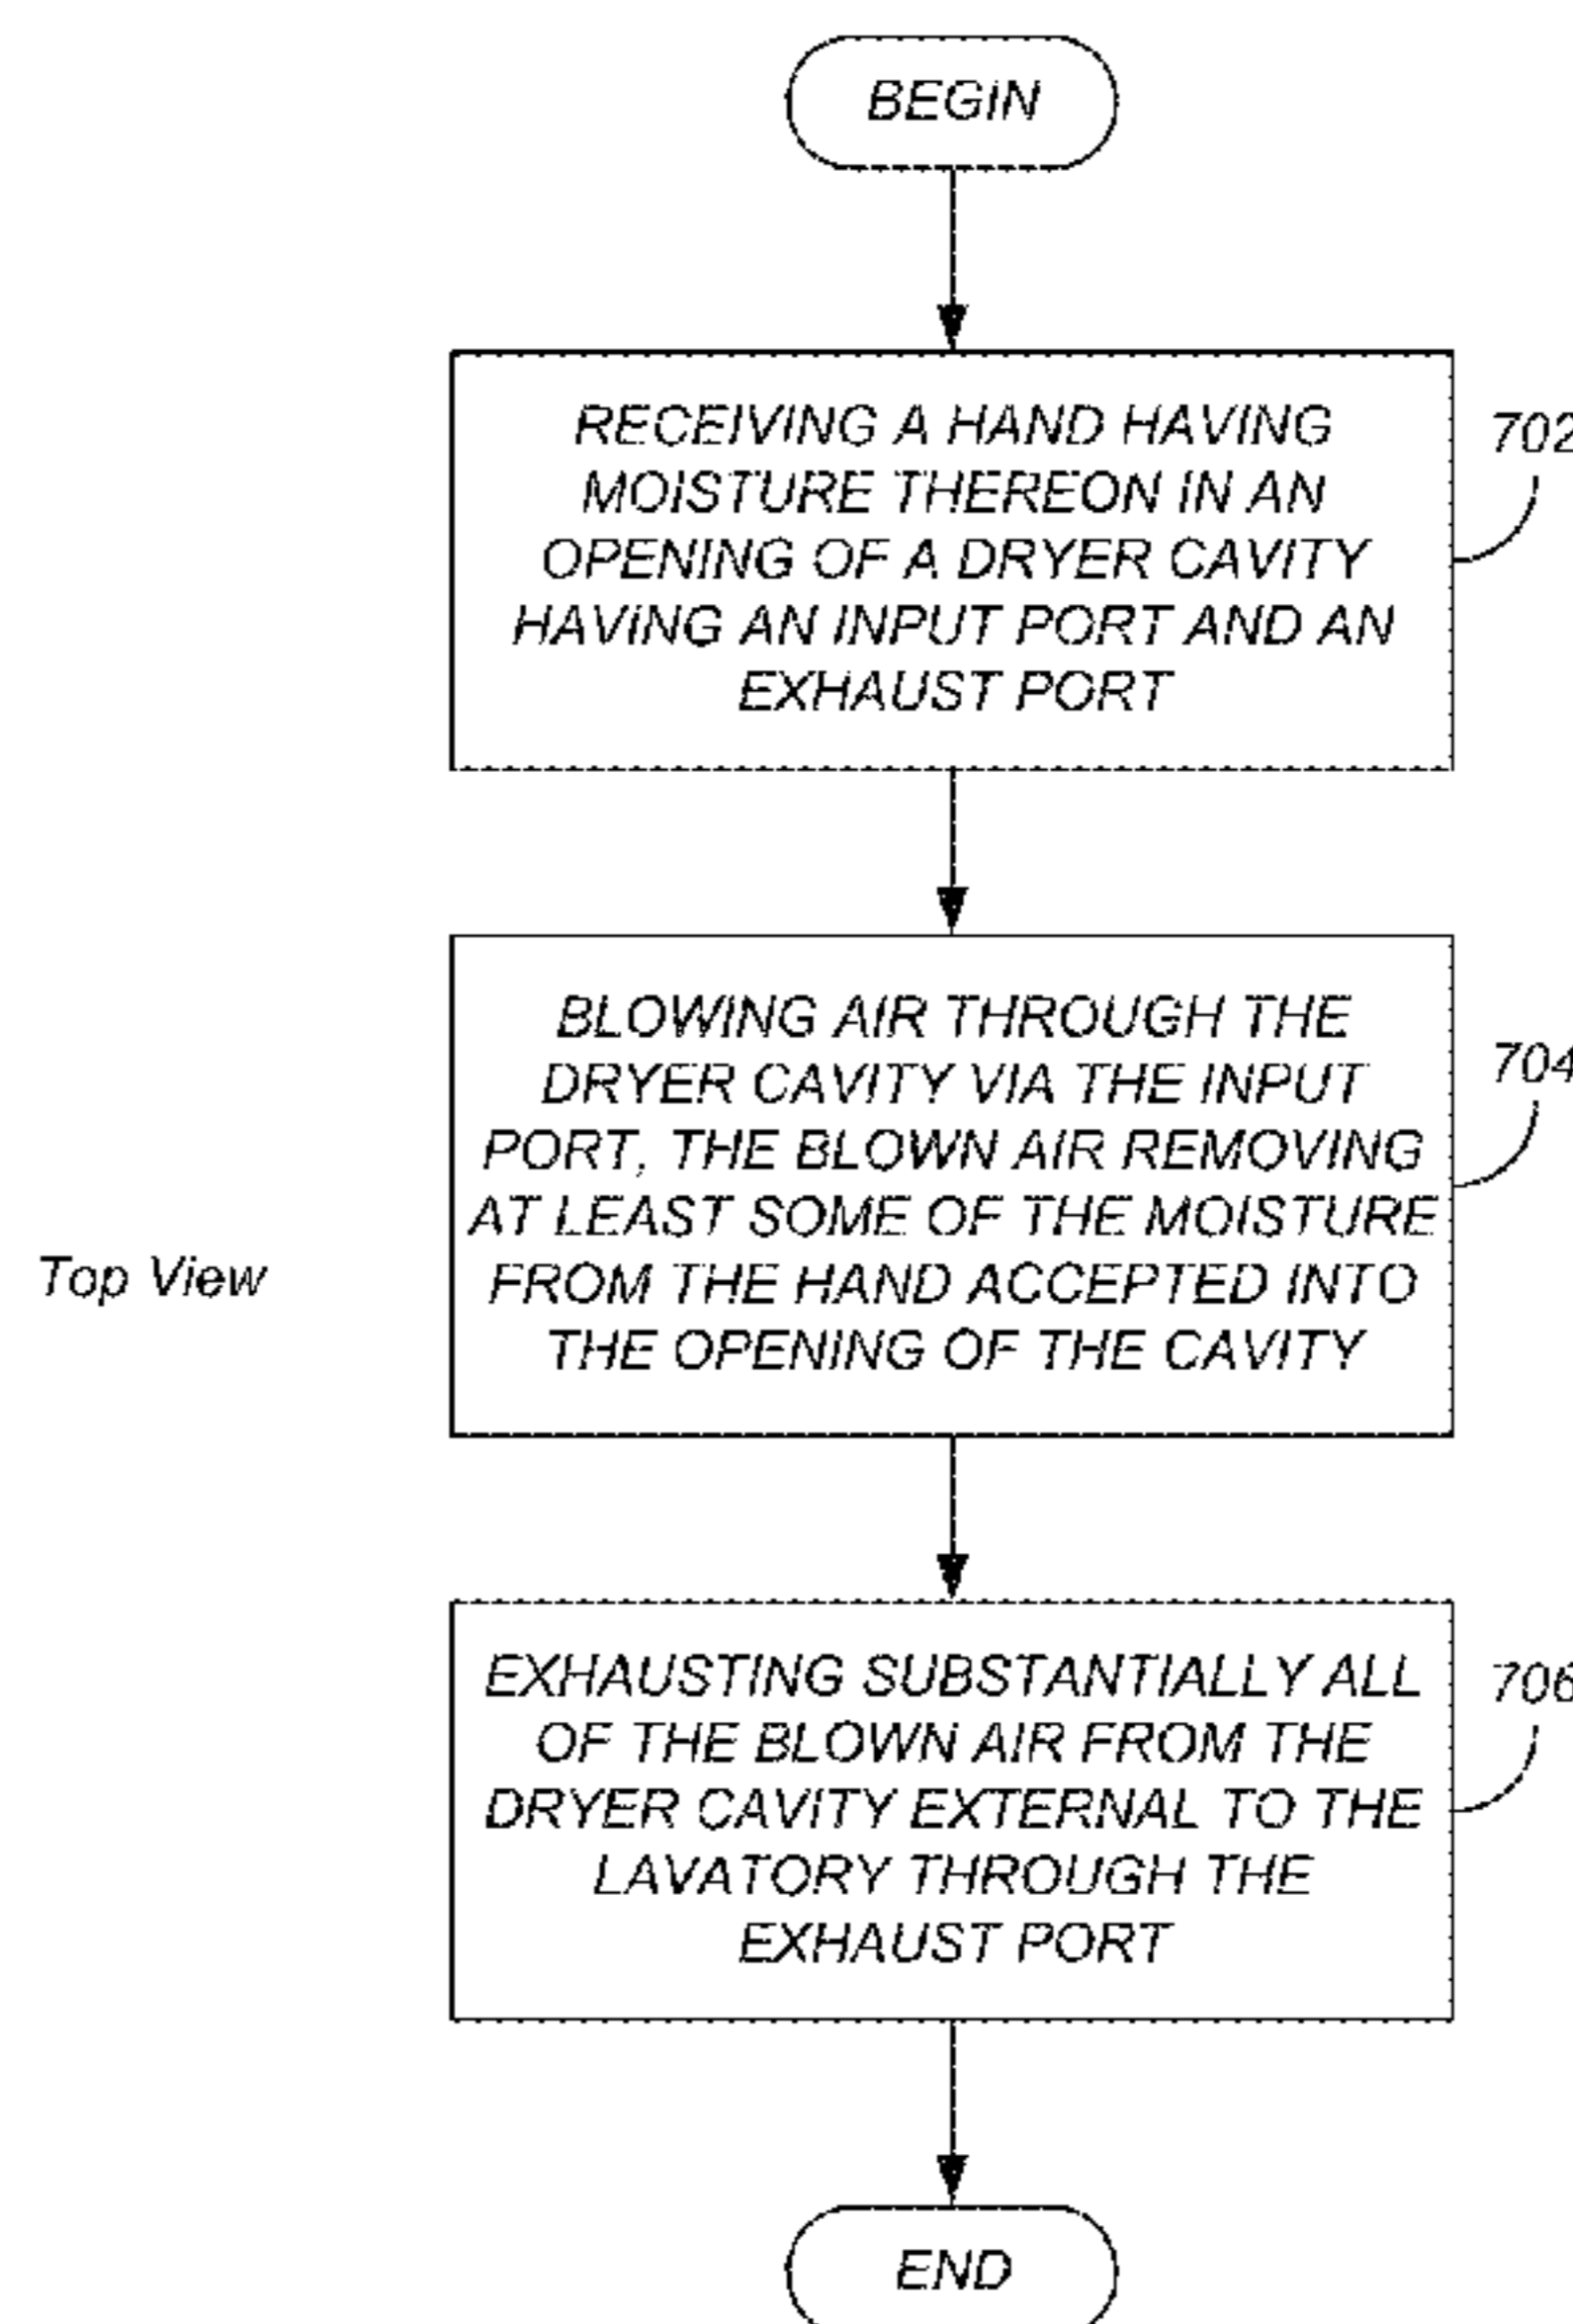 BEGIN
RECEIVING A HAND HAVING
MOISTURE THEREON IN AN
OPENING OF A DRYER CAVITY
HAVING AN INPUT PORT AND AN
EXHAUST PORT
702
BLOWING AIR THROUGH THE
DRYER CAVITY VIA THE INPUT
PORT, THE BLOWN AIR REMOVING
AT LEAST SOME OF THE MOISTURE
FROM THE HAND ACCEPTED INTO
THE OPENING OF THE CAVITY
704
Top View
EXHAUSTING SUBSTANTIALLY ALL
OF THE BLOWN AIR FROM THE
DRYER CAVITY EXTERNAL TO THE
LAVATORY THROUGH THE
EXHAUST PORT
706
END